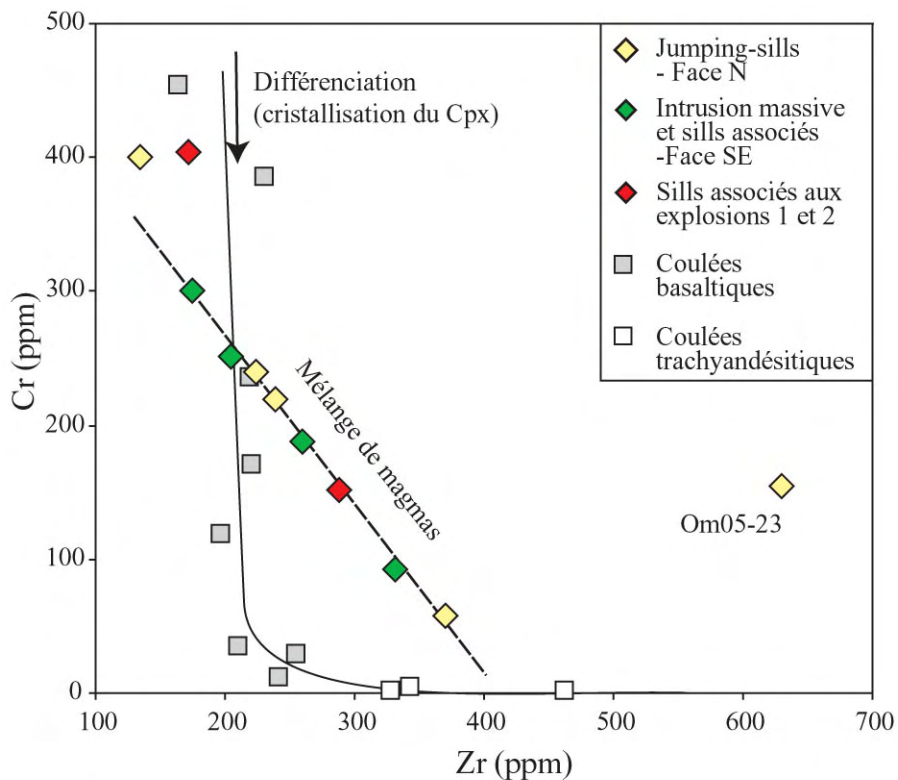 500
400
300
200
100
0
Cr (ppm)
100
200
300
400
500
600
700
Zr (ppm)
Différenciation
(cristallisation du Cpx)
Mélange de magmas
Om05-23
Jumping-sills
- Face N
Intrusion massive
et sills associés
-Face SE
Sills associés aux
explosions 1 et 2
Coulées
basaltiques
Coulées
trachyandésitiques